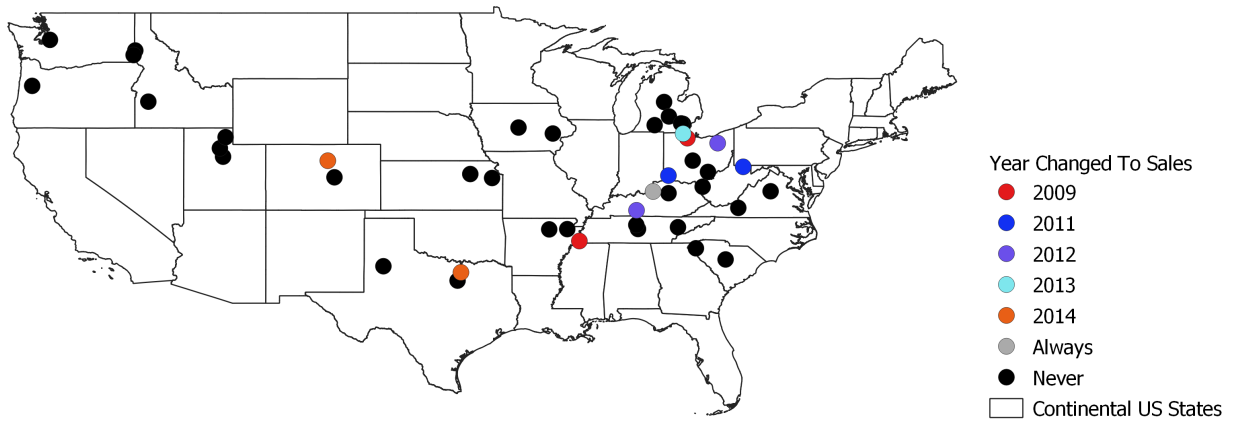 Year Changed To Sales
2009
2011
2012
2013
2014
Always
Never
Continental US States